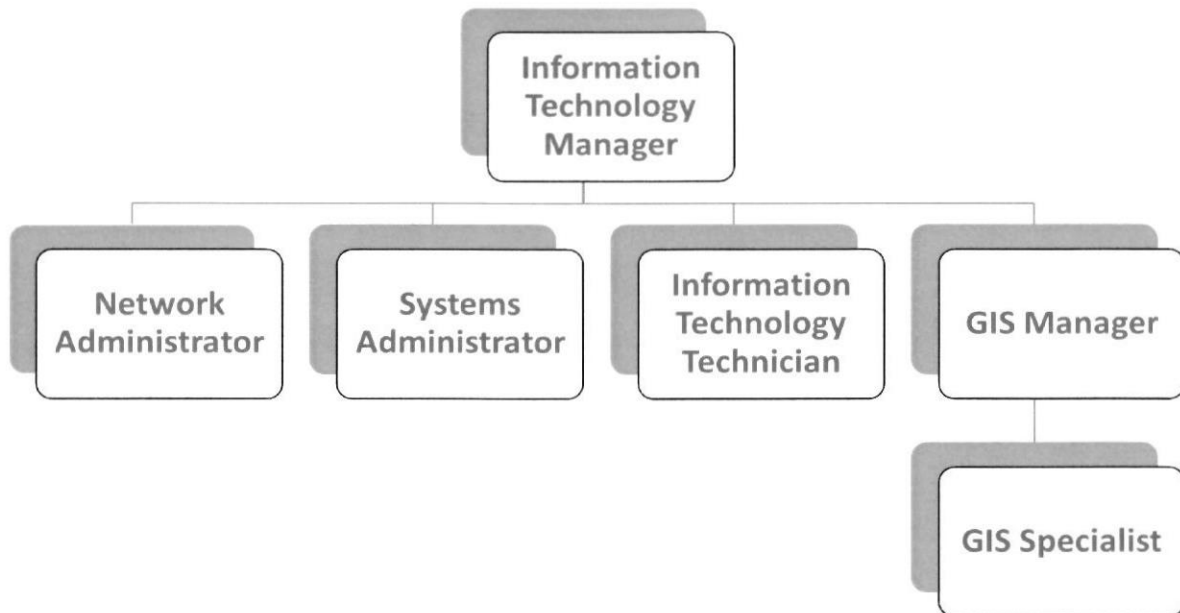 Information
Technology
Manager
Network
Administrator
Systems
Administrator
Information
Technology
Technician
GIS Manager
GIS Specialist